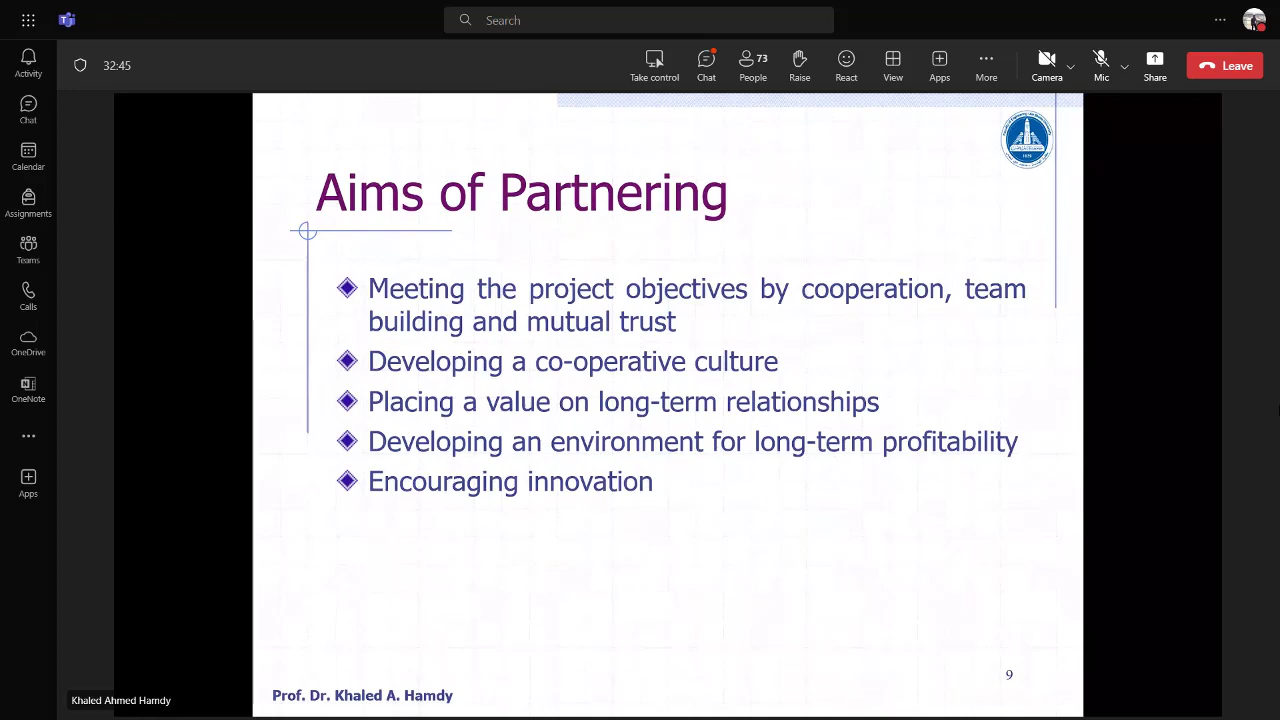 Search
Activity
Chat
Calendar
Assignments
Teams
Calls
OneDrive
OneNote
Apps
32:45
Take control
Chat
73
People
Raise
React
View
Apps
More
Camera
Mic
Share
Leave
Aims of Partnering
Meeting the project objectives by cooperation, team
building and mutual trust
Developing a co-operative culture
Placing a value on long-term relationships
Developing an environment for long-term profitability
Encouraging innovation
9
Prof. Dr. Khaled A. Hamdy
Khaled Ahmed Hamdy